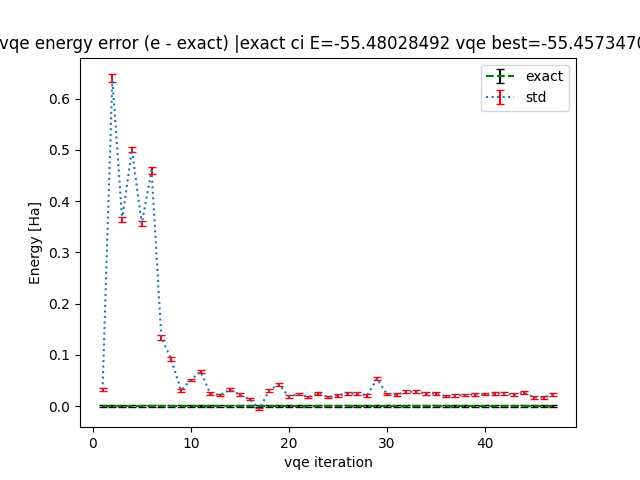 vqe energy error (e - exact) |exact ci E=-55.48028492 vqe best=-55.4573470
exact
std
Energy [Ha]
0.6
0.5
0.4
0.3
0.2
0.1
0.0
0 10 20 30 40
vqe iteration